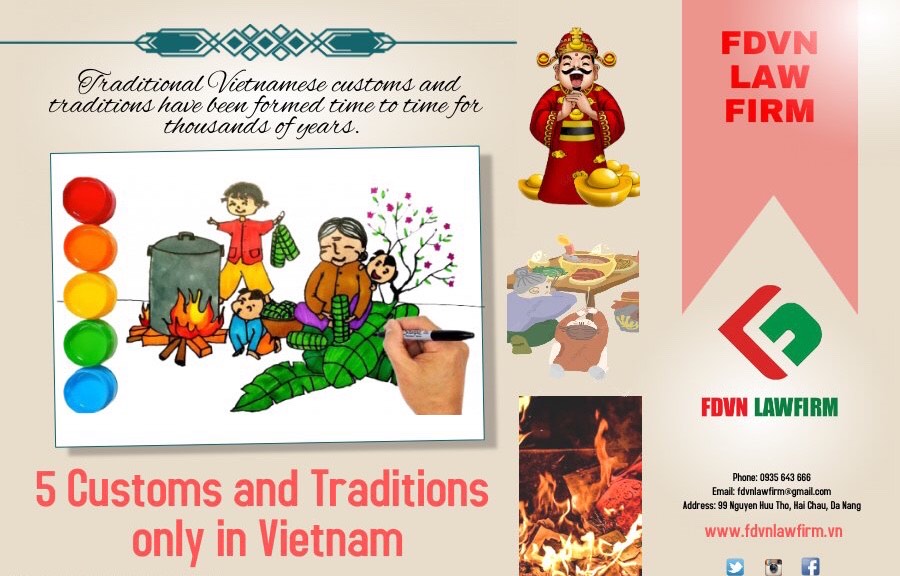 Traditional Vietnamese customs and
traditions have been formed time to time for
thousands of years.
5 Customs and Traditions
only in Vietnam
FDVN
LAW
FIRM
FDVN LAWFIRM
Phone: 0935 643 666
Email: fdvnlawfirm@gmail.com
Address: 99 Nguyen Huu Tho, Hai Chau, Da Nang
www.fdvnlawfirm.vn